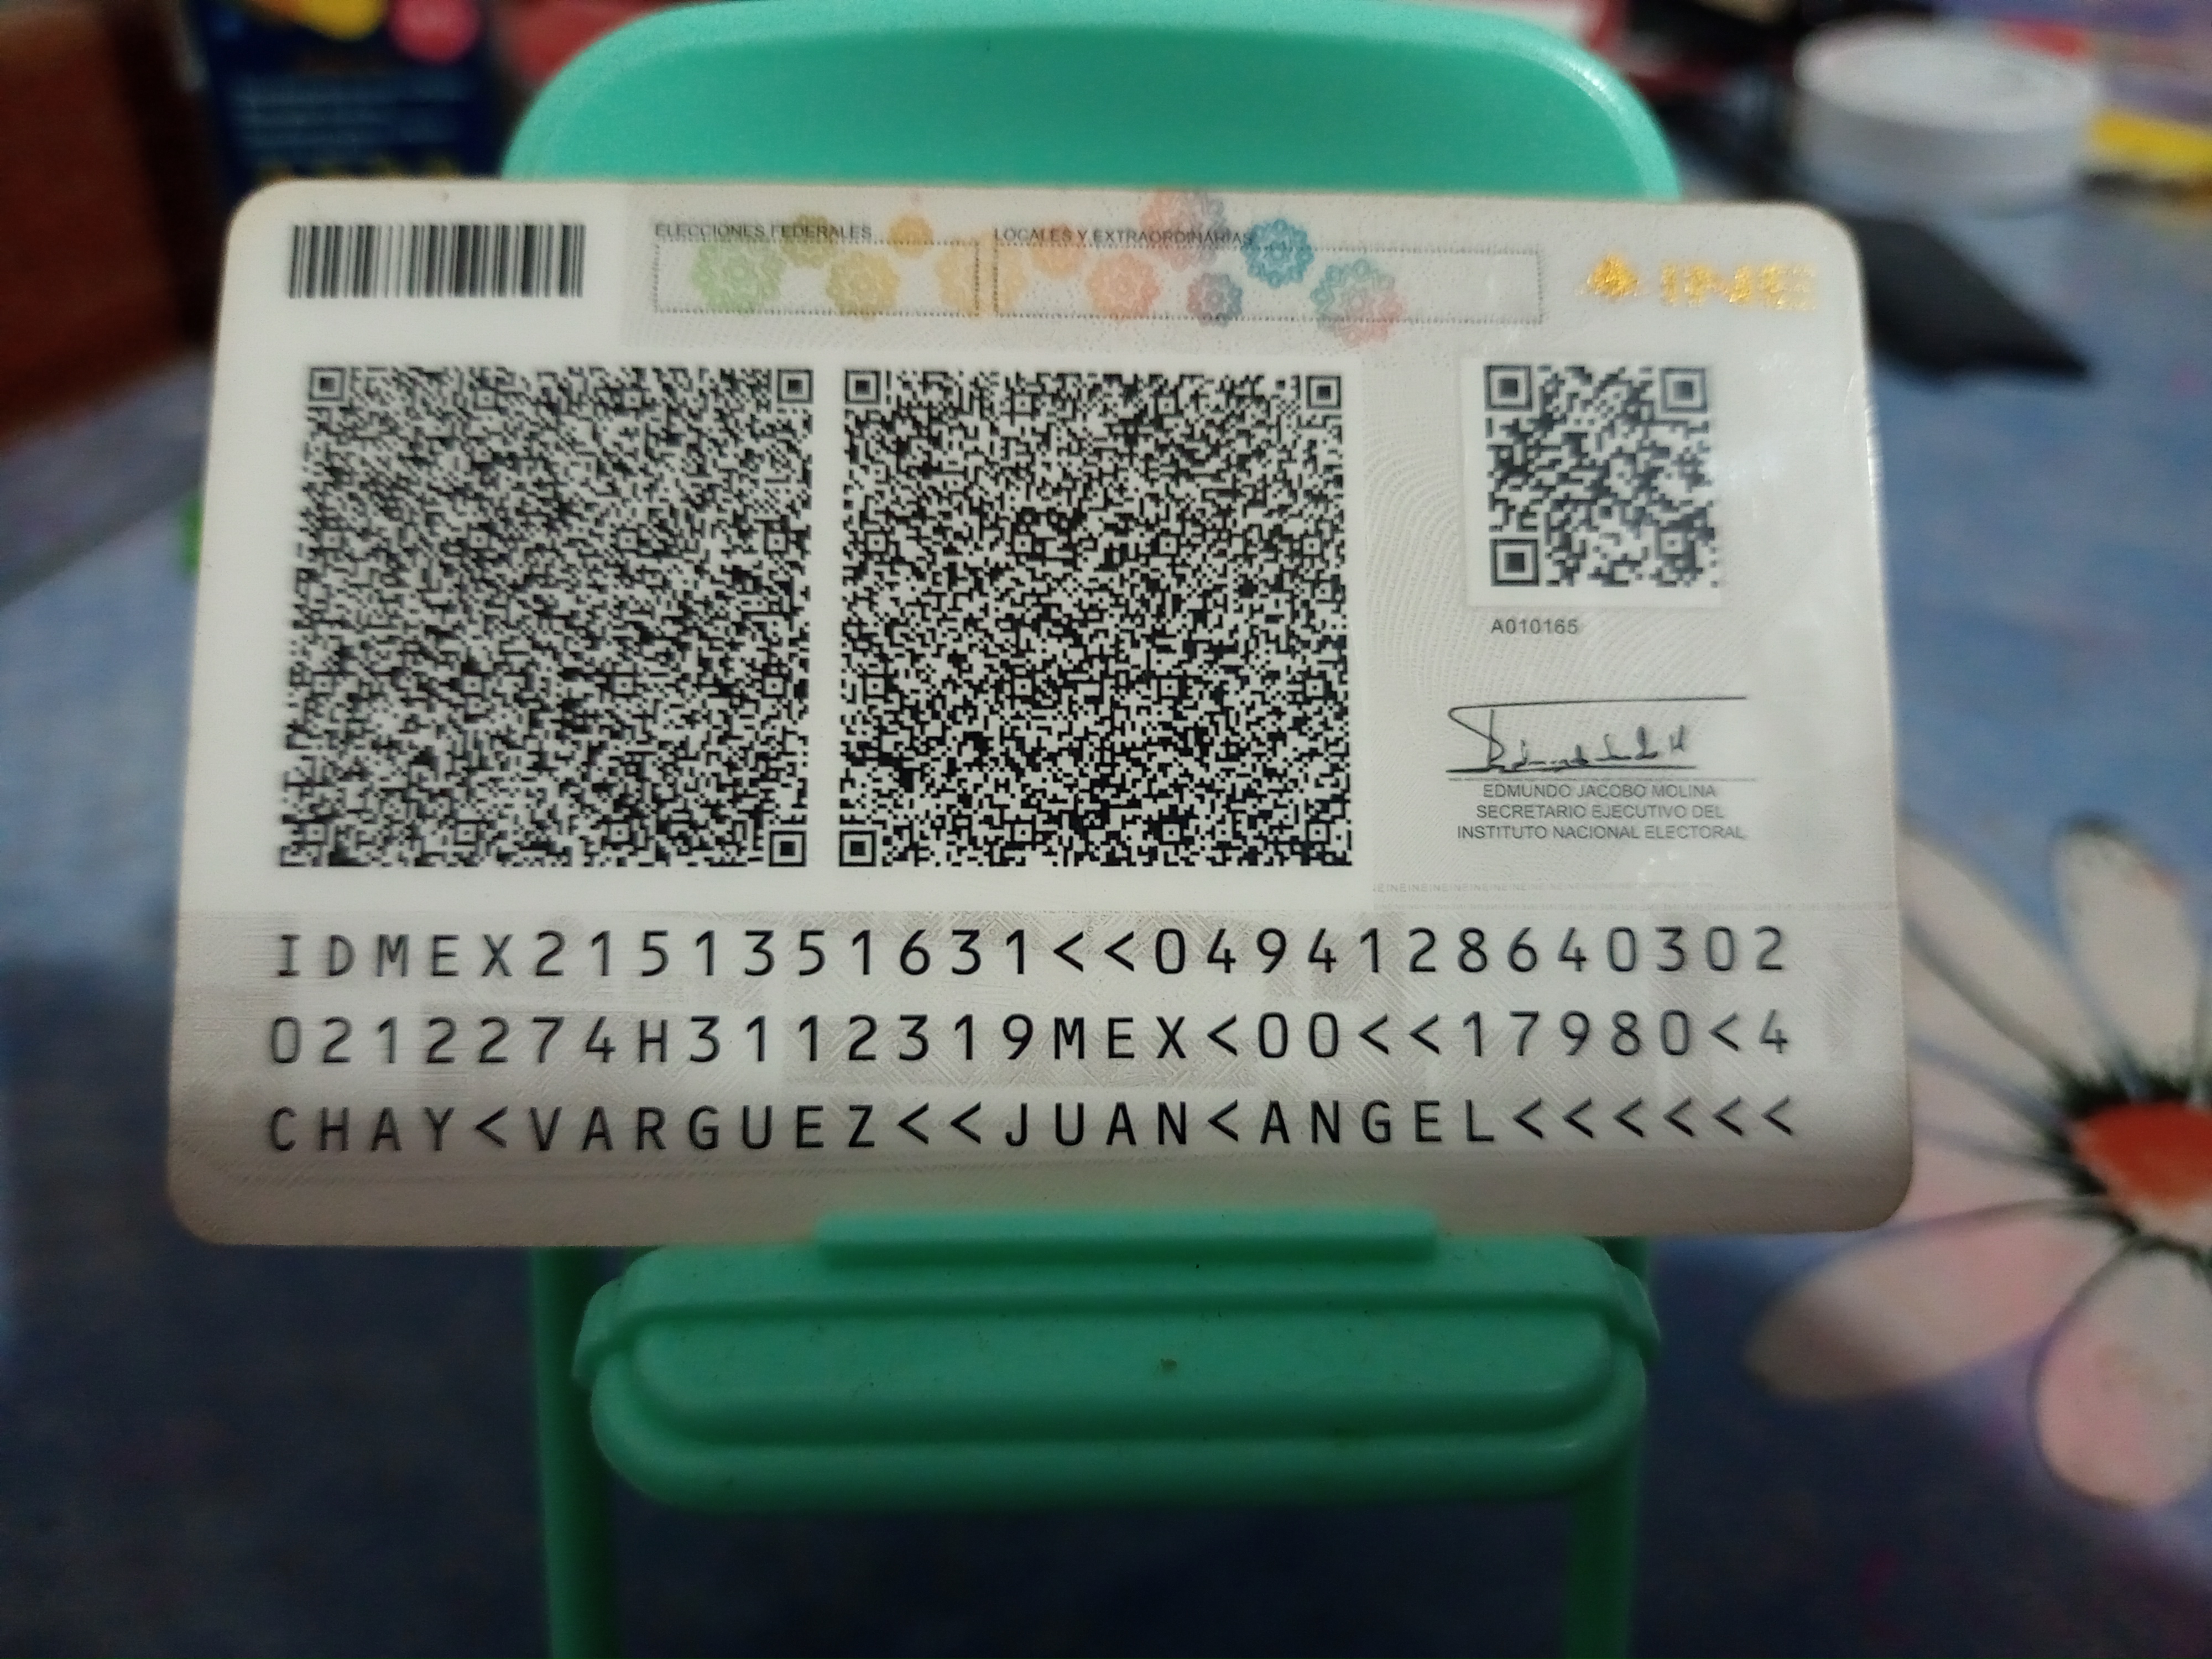 ELECCIONES FEDERALES
LOCALES Y EXTRAORDINARIAS
A010165
EDMUNDO JACOBO MOLINA
SECRETARIO EJECUTIVO DEL
INSTITUTO NACIONAL ELECTORAL
IDMEX2151351631<<0494128640302
0212274H3112319MEX<00<<17980<4
CHAY<VARGUEZ<<JUAN<ANGEL<<<<<<